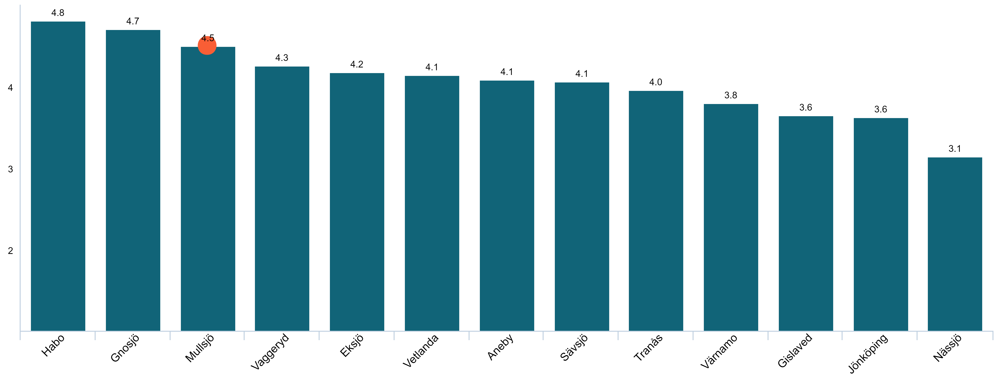 4.8
4.7
4.5
4.3
4.2
4.1
4.1
4.1
4.0
3.8
3.6
3.6
3.1
4
3
2
Habo
Gnosjö
Mullsjö
Vaggeryd
Eksjö
Vetlanda
Aneby
Sävsjö
Tranås
Värnamo
Gislaved
Jönköping
Nässjö